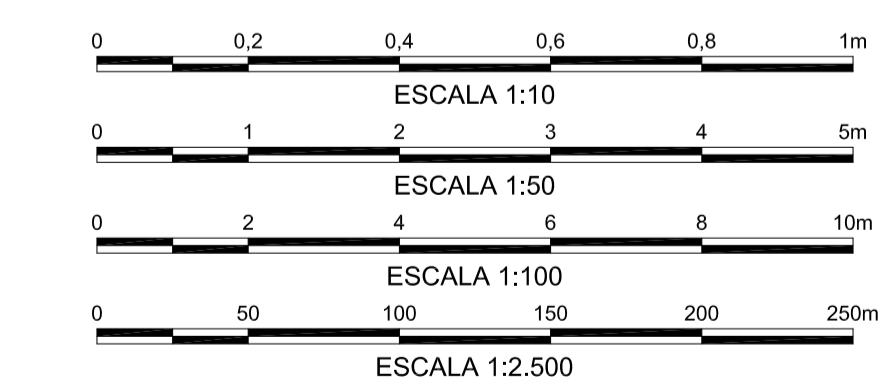 0 0,2 0,4 0,6 0,8 1m
ESCALA 1:10
0 1 2 3 4 5m
ESCALA 1:50
0 2 4 6 8 10m
ESCALA 1:100
0 50 100 150 200 250m
ESCALA 1:2.500